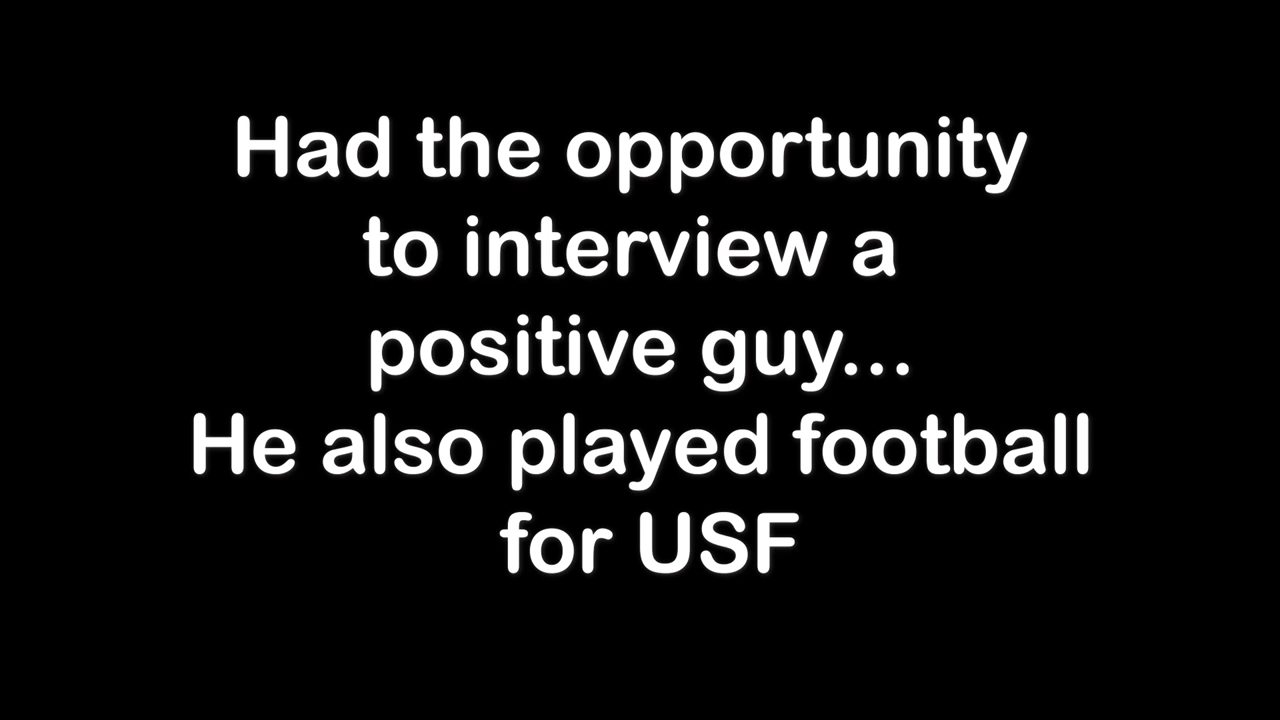 Had the opportunity
to interview a
positive guy...
He also played football
for USF